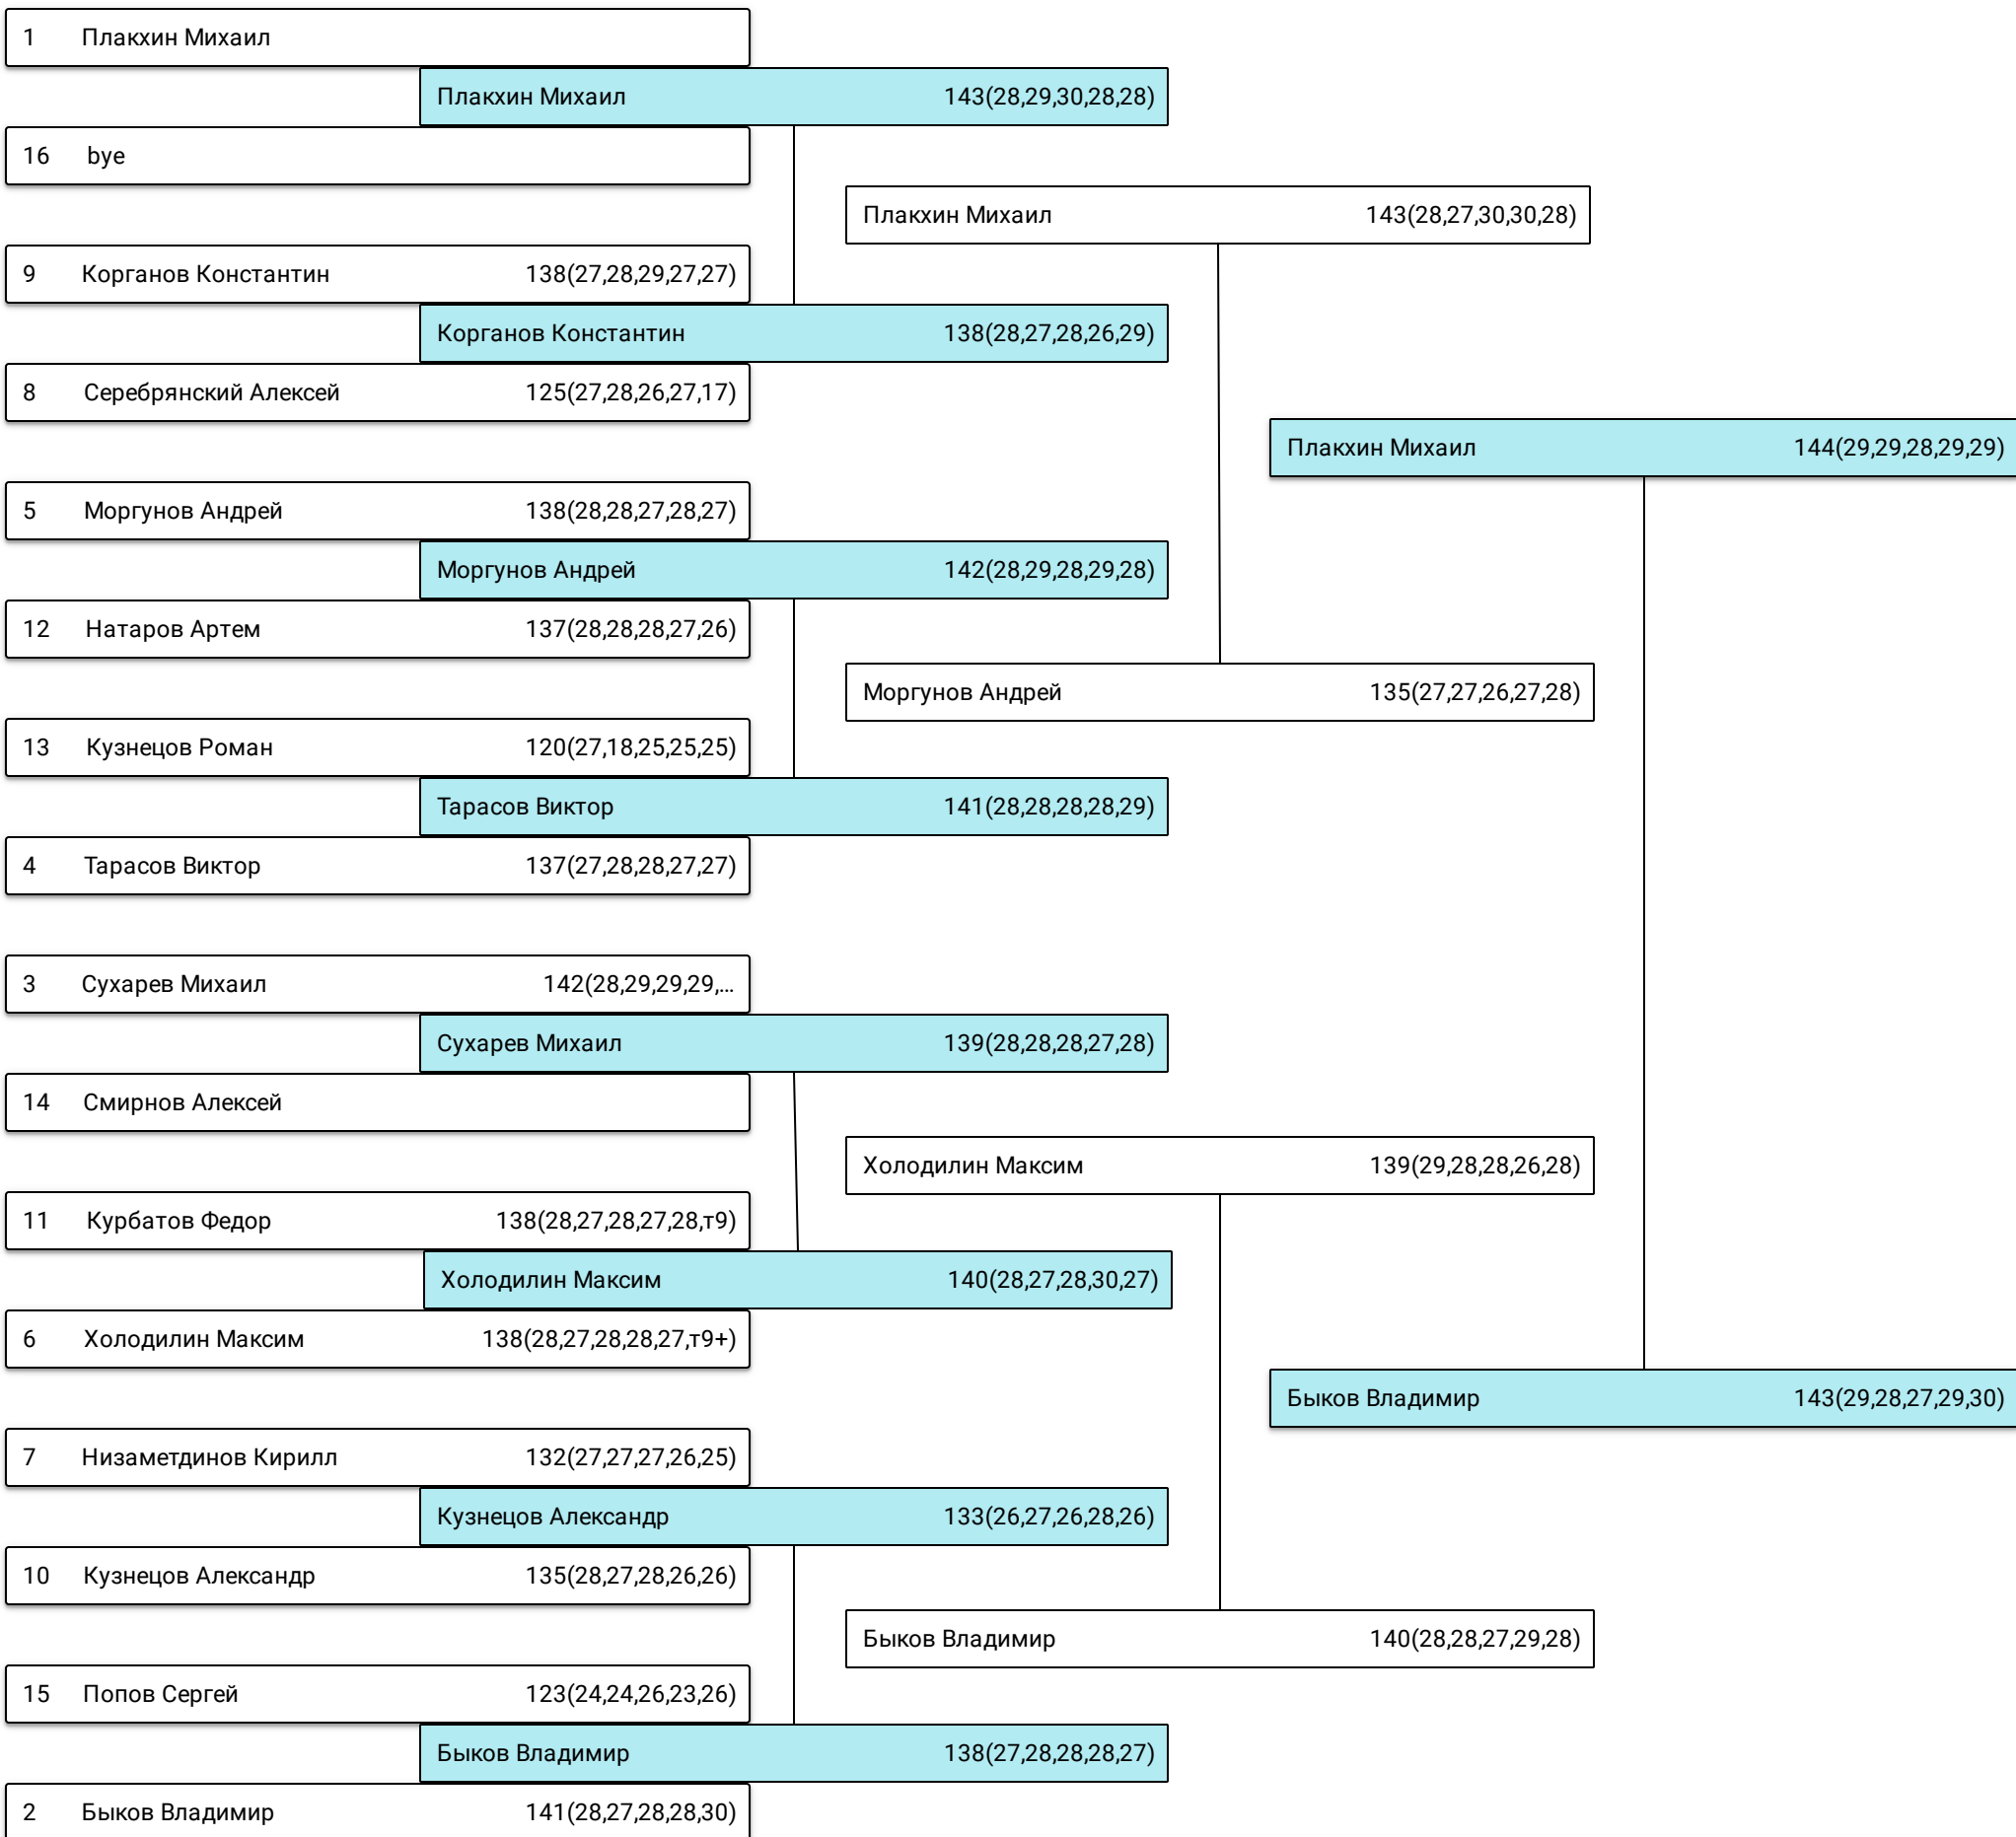 1 Плакхин Михаил
Плакхин Михаил 143(28,29,30,28,28)
16 bye
Плакхин Михаил 143(28,27,30,30,28)
9 Корганов Константин 138(27,28,29,27,27)
Корганов Константин 138(28,27,28,26,29)
8 Серебрянский Алексей 125(27,28,26,27,17)
Плакхин Михаил 144(29,29,28,29,29)
5 Моргунов Андрей 138(28,28,27,28,27)
Моргунов Андрей 142(28,29,28,29,28)
12 Натаров Артем 137(28,28,28,27,26)
Моргунов Андрей 135(27,27,26,27,28)
13 Кузнецов Роман 120(27,18,25,25,25)
Тарасов Виктор 141(28,28,28,28,29)
4 Тарасов Виктор 137(27,28,28,27,27)
3 Сухарев Михаил 142(28,29,29,29,...
Сухарев Михаил 139(28,28,28,27,28)
14 Смирнов Алексей
Холодилин Максим 139(29,28,28,26,28)
11 Курбатов Федор 138(28,27,28,27,28,т9)
Холодилин Максим 140(28,27,28,30,27)
6 Холодилин Максим 138(28,27,28,28,27,т9+)
Быков Владимир 143(29,28,27,29,30)
7 Низаметдинов Кирилл 132(27,27,27,26,25)
Кузнецов Александр 133(26,27,26,28,26)
10 Кузнецов Александр 135(28,27,28,26,26)
Быков Владимир 140(28,28,27,29,28)
15 Попов Сергей 123(24,24,26,23,26)
Быков Владимир 138(27,28,28,28,27)
2 Быков Владимир 141(28,27,28,28,30)